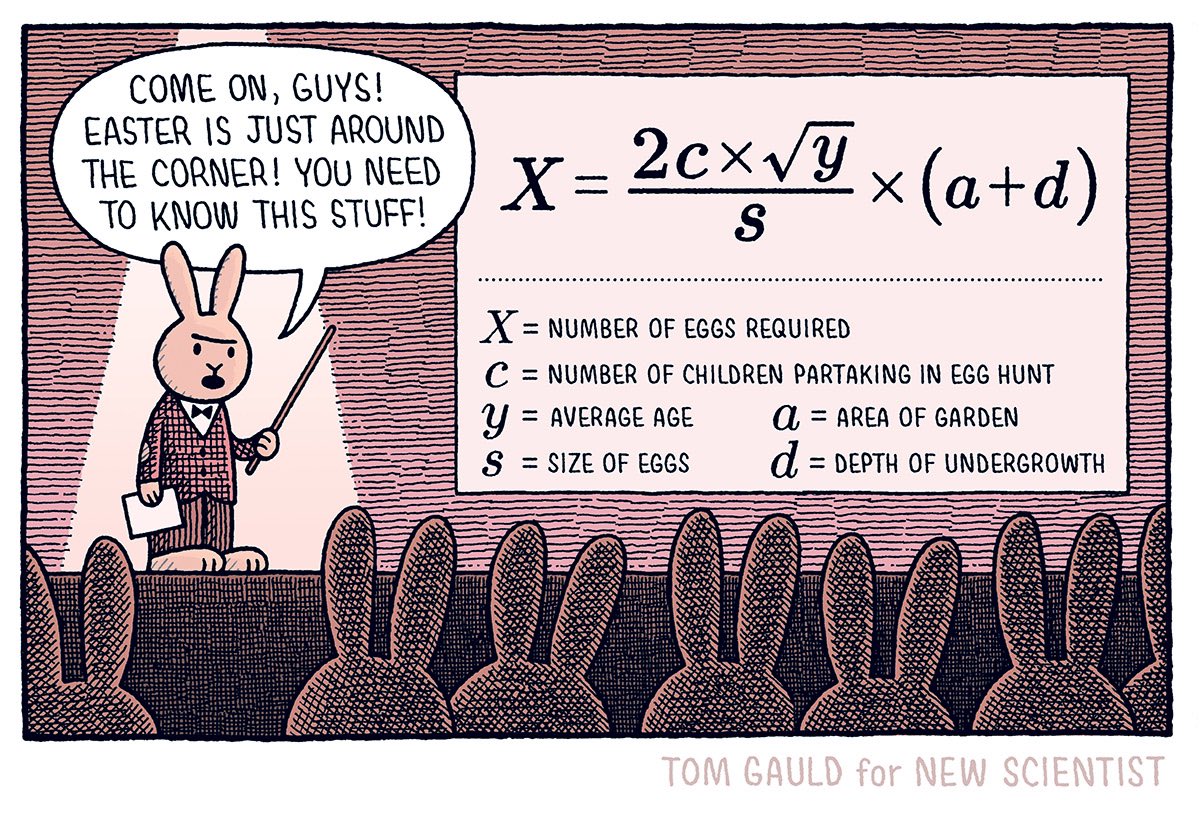 COME ON, GUYS!
EASTER IS JUST AROUND
THE CORNER! YOU NEED
TO KNOW THIS STUFF!
X = 2c×√y / s × (a+d)
X = NUMBER OF EGGS REQUIRED
c = NUMBER OF CHILDREN PARTAKING IN EGG HUNT
y = AVERAGE AGE a = AREA OF GARDEN
s = SIZE OF EGGS d = DEPTH OF UNDERGROWTH
TOM GAULD for NEW SCIENTIST